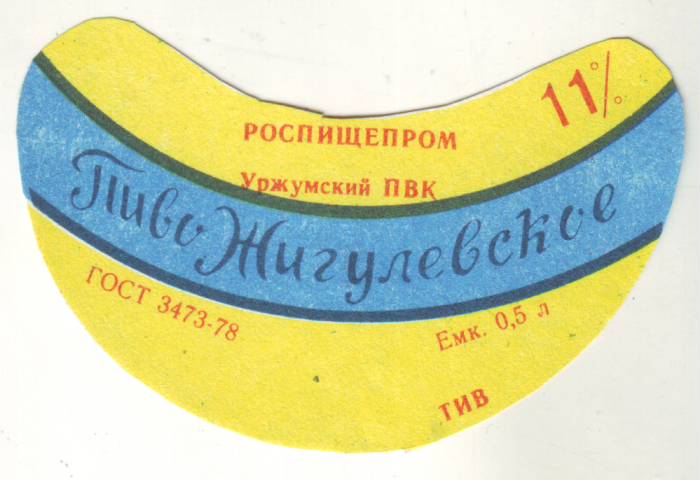 11%
РОСПИЩЕПРОМ
Уржумский ПВК
Пиво Жигулевское
ГОСТ 3473-78
Емк. 0,5 л
ТИВ